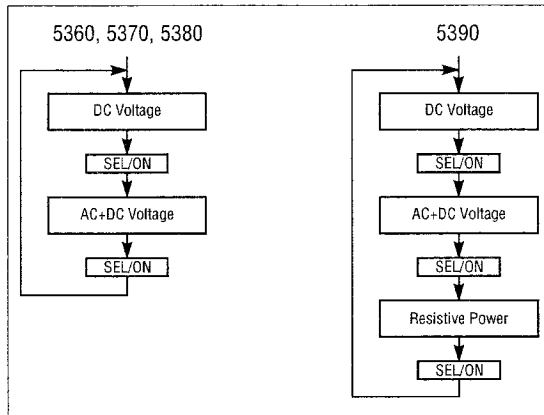 5360, 5370, 5380
DC Voltage
SEL/ON
AC+DC Voltage
SEL/ON
5390
DC Voltage
SEL/ON
AC+DC Voltage
SEL/ON
Resistive Power
SEL/ON